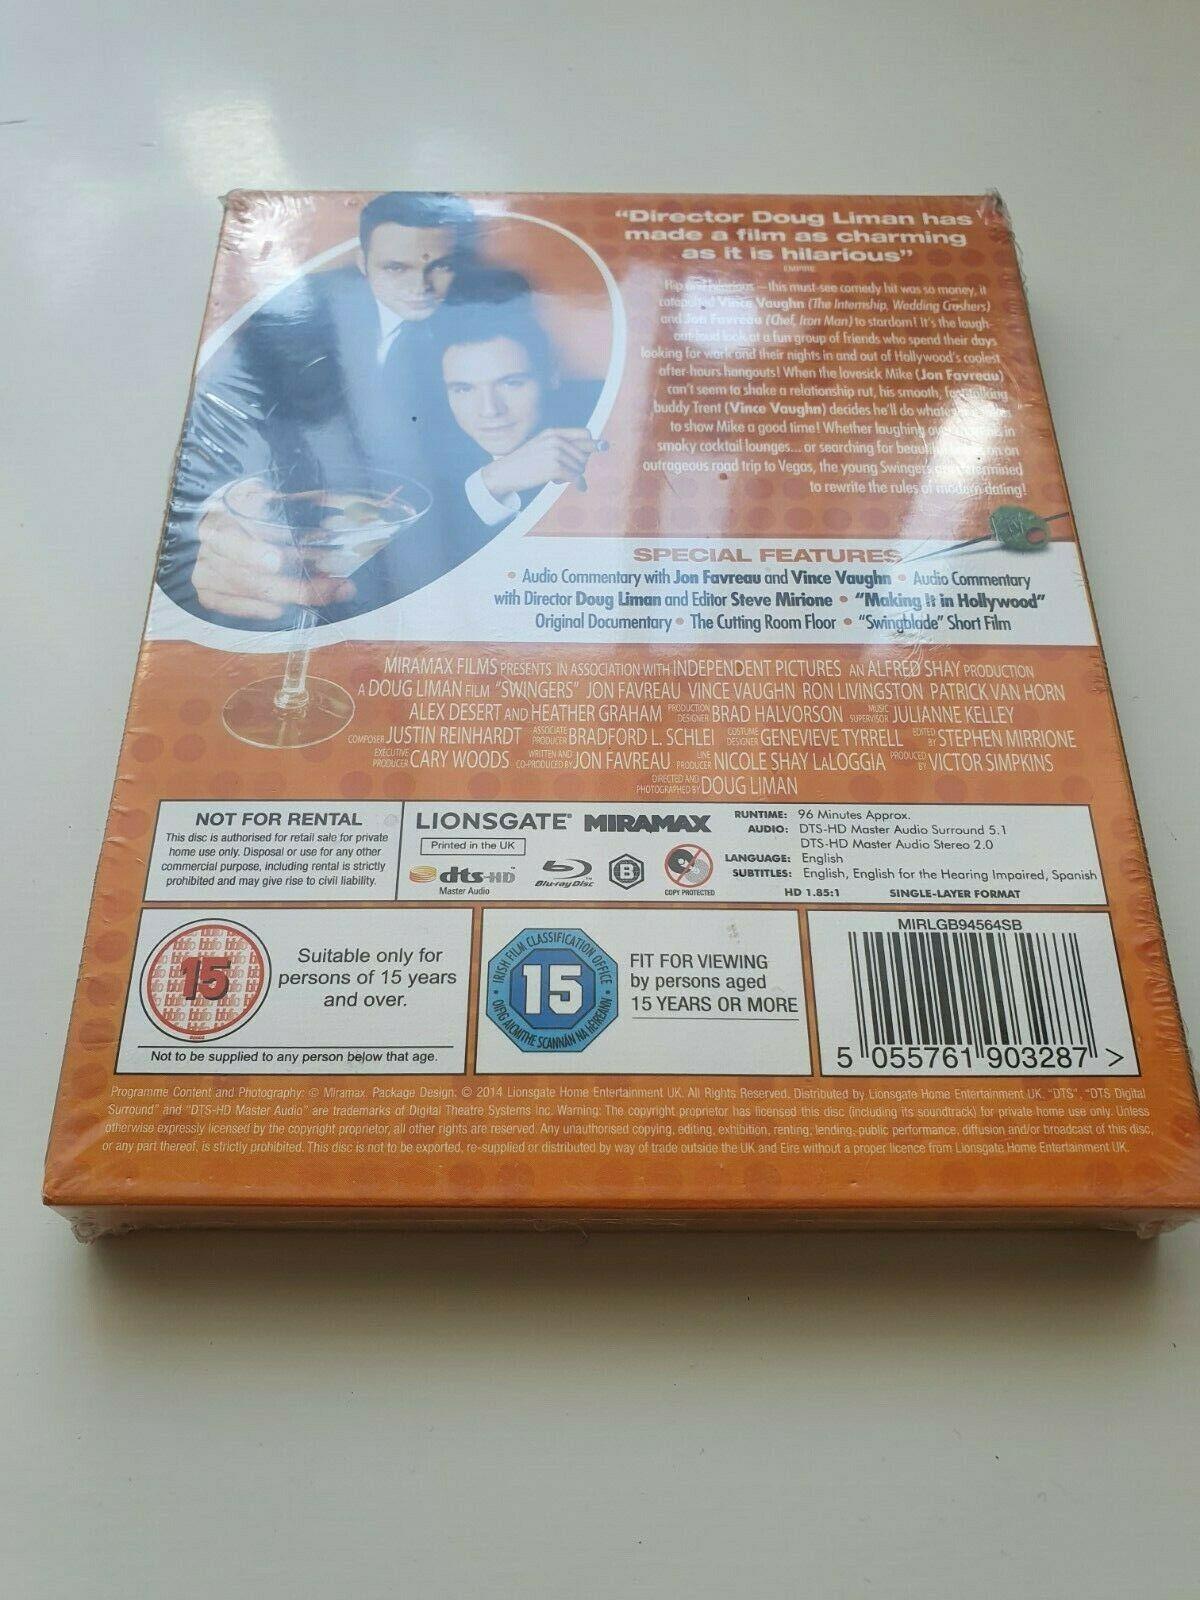 "Director Doug Liman has
made a film as charming
as it is hilarious"
EMPIRE
Hip and hilarious – this must-see comedy hit was so money, it
catapulted Vince Vaughn (The Internship, Wedding Crashers)
and Jon Favreau (Chef, Iron Man) to stardom! It's the laugh-
out-loud look at a fun group of friends who spend their days
looking for work and their nights in and out of Hollywood's coolest
after-hours hangouts! When the lovesick Mike (Jon Favreau)
can't seem to shake a relationship rut, his smooth, fast-talking
buddy Trent (Vince Vaughn) decides he'll do whatever it takes
to show Mike a good time! Whether laughing over in
smoky cocktail lounges... or searching for beautiful on an
outrageous road trip to Vegas, the young Swingers are determined
to rewrite the rules of modern dating!
SPECIAL FEATURES
• Audio Commentary with Jon Favreau and Vince Vaughn • Audio Commentary
with Director Doug Liman and Editor Steve Mirione • "Making It in Hollywood"
Original Documentary • The Cutting Room Floor • "Swingblade" Short Film
MIRAMAX FILMS PRESENTS IN ASSOCIATION WITH INDEPENDENT PICTURES AN ALFRED SHAY PRODUCTION
A DOUG LIMAN FILM "SWINGERS" JON FAVREAU VINCE VAUGHN RON LIVINGSTON PATRICK VAN HORN
ALEX DESERT AND HEATHER GRAHAM PRODUCTION DESIGNER BRAD HALVORSON MUSIC SUPERVISOR JULIANNE KELLEY
COMPOSER JUSTIN REINHARDT ASSOCIATE PRODUCER BRADFORD L. SCHLEI COSTUME DESIGNER GENEVIEVE TYRRELL EDITED BY STEPHEN MIRRIONE
EXECUTIVE PRODUCER CARY WOODS WRITTEN AND CO-PRODUCED BY JON FAVREAU LINE PRODUCER NICOLE SHAY LALOGGIA PRODUCED BY VICTOR SIMPKINS
DIRECTED AND PHOTOGRAPHED BY DOUG LIMAN
NOT FOR RENTAL
This disc is authorised for retail sale for private
home use only. Disposal or use for any other
commercial purpose, including rental is strictly
prohibited and may give rise to civil liability.
LIONSGATE MIRAMAX
Printed in the UK
dts-HD
Master Audio
Blu-ray Disc
B
COPY PROTECTED
RUNTIME: 96 Minutes Approx.
AUDIO: DTS-HD Master Audio Surround 5.1
DTS-HD Master Audio Stereo 2.0
LANGUAGE: English
SUBTITLES: English, English for the Hearing Impaired, Spanish
HD 1.85:1 SINGLE-LAYER FORMAT
15
Suitable only for
persons of 15 years
and over.
Not to be supplied to any person below that age.
IRISH FILM CLASSIFICATION OFFICE
15
OIFIG AICMITHE SCANNÁN NA HÉIREANN
FIT FOR VIEWING
by persons aged
15 YEARS OR MORE
MIRLGB94564SB
5 055761 903287 >
Programme Content and Photography: © Miramax. Package Design: © 2014 Lionsgate Home Entertainment UK. All Rights Reserved. Distributed by Lionsgate Home Entertainment UK. "DTS", "DTS Digital
Surround" and "DTS-HD Master Audio" are trademarks of Digital Theatre Systems Inc. Warning: The copyright proprietor has licensed this disc (including its soundtrack) for private home use only. Unless
otherwise expressly licensed by the copyright proprietor, all other rights are reserved. Any unauthorised copying, editing, exhibition, renting, lending, public performance, diffusion and/or broadcast of this disc,
or any part thereof, is strictly prohibited. This disc is not to be exported, re-supplied or distributed by way of trade outside the UK and Eire without a proper licence from Lionsgate Home Entertainment UK.